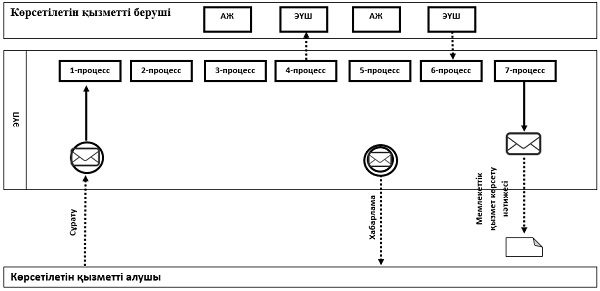 Көрсетілетін қызметті беруші
АЖ
ЭҮШ
АЖ
ЭҮШ
ЭҮП
1-процесс
2-процесс
3-процесс
4-процесс
5-процесс
6-процесс
7-процесс
Сұрату
Хабарлама
Мемлекеттік
қызмет көрсету
нәтижесі
Көрсетілетін қызметті алушы